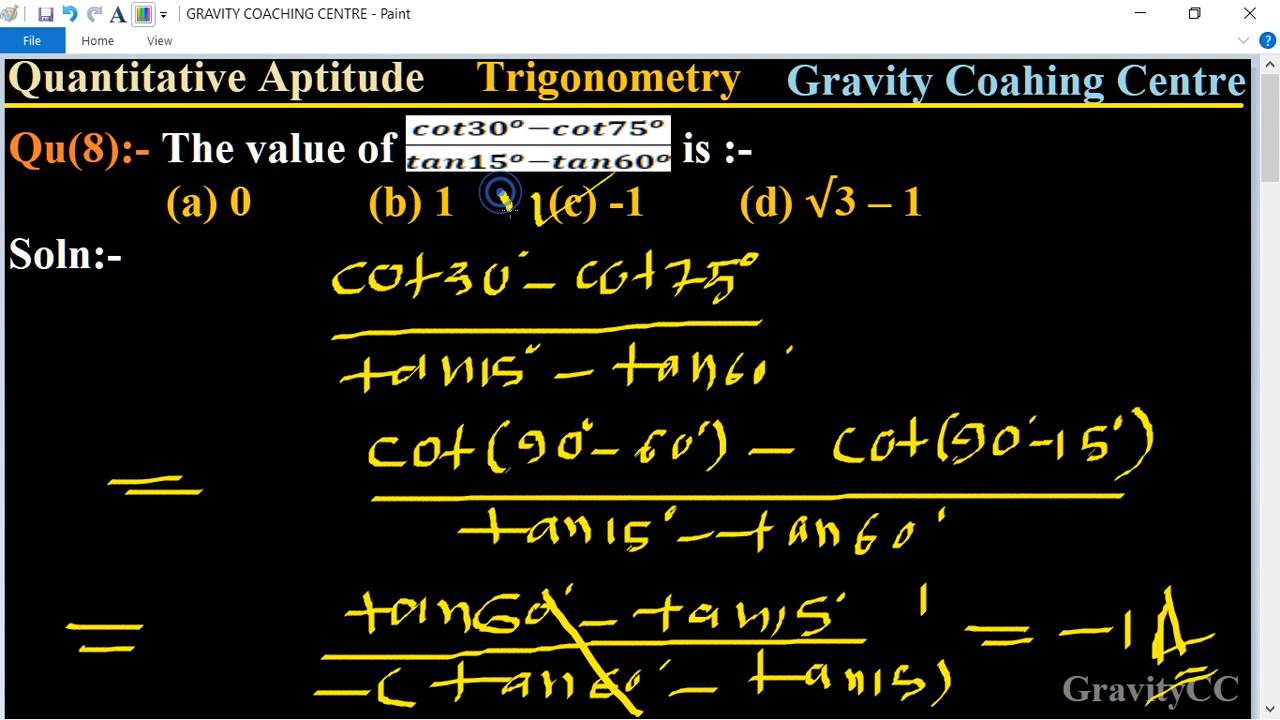 GRAVITY COACHING CENTRE - Paint
File Home View
Quantitative Aptitude Trigonometry Gravity Coahing Centre
Qu(8):- The value of (cot30°−cot75°)/(tan15°−tan60°) is :-
(a) 0 (b) 1 (c) -1 (d) √3 – 1
Soln:-
cot30° − cot75°
tan15° − tan60°
= cot(90°−60°) − cot(90°−15°)
tan15° − tan60°
= tan60° − tan15° 1 = −1 A
−(tan60° − tan15)
GravityCC